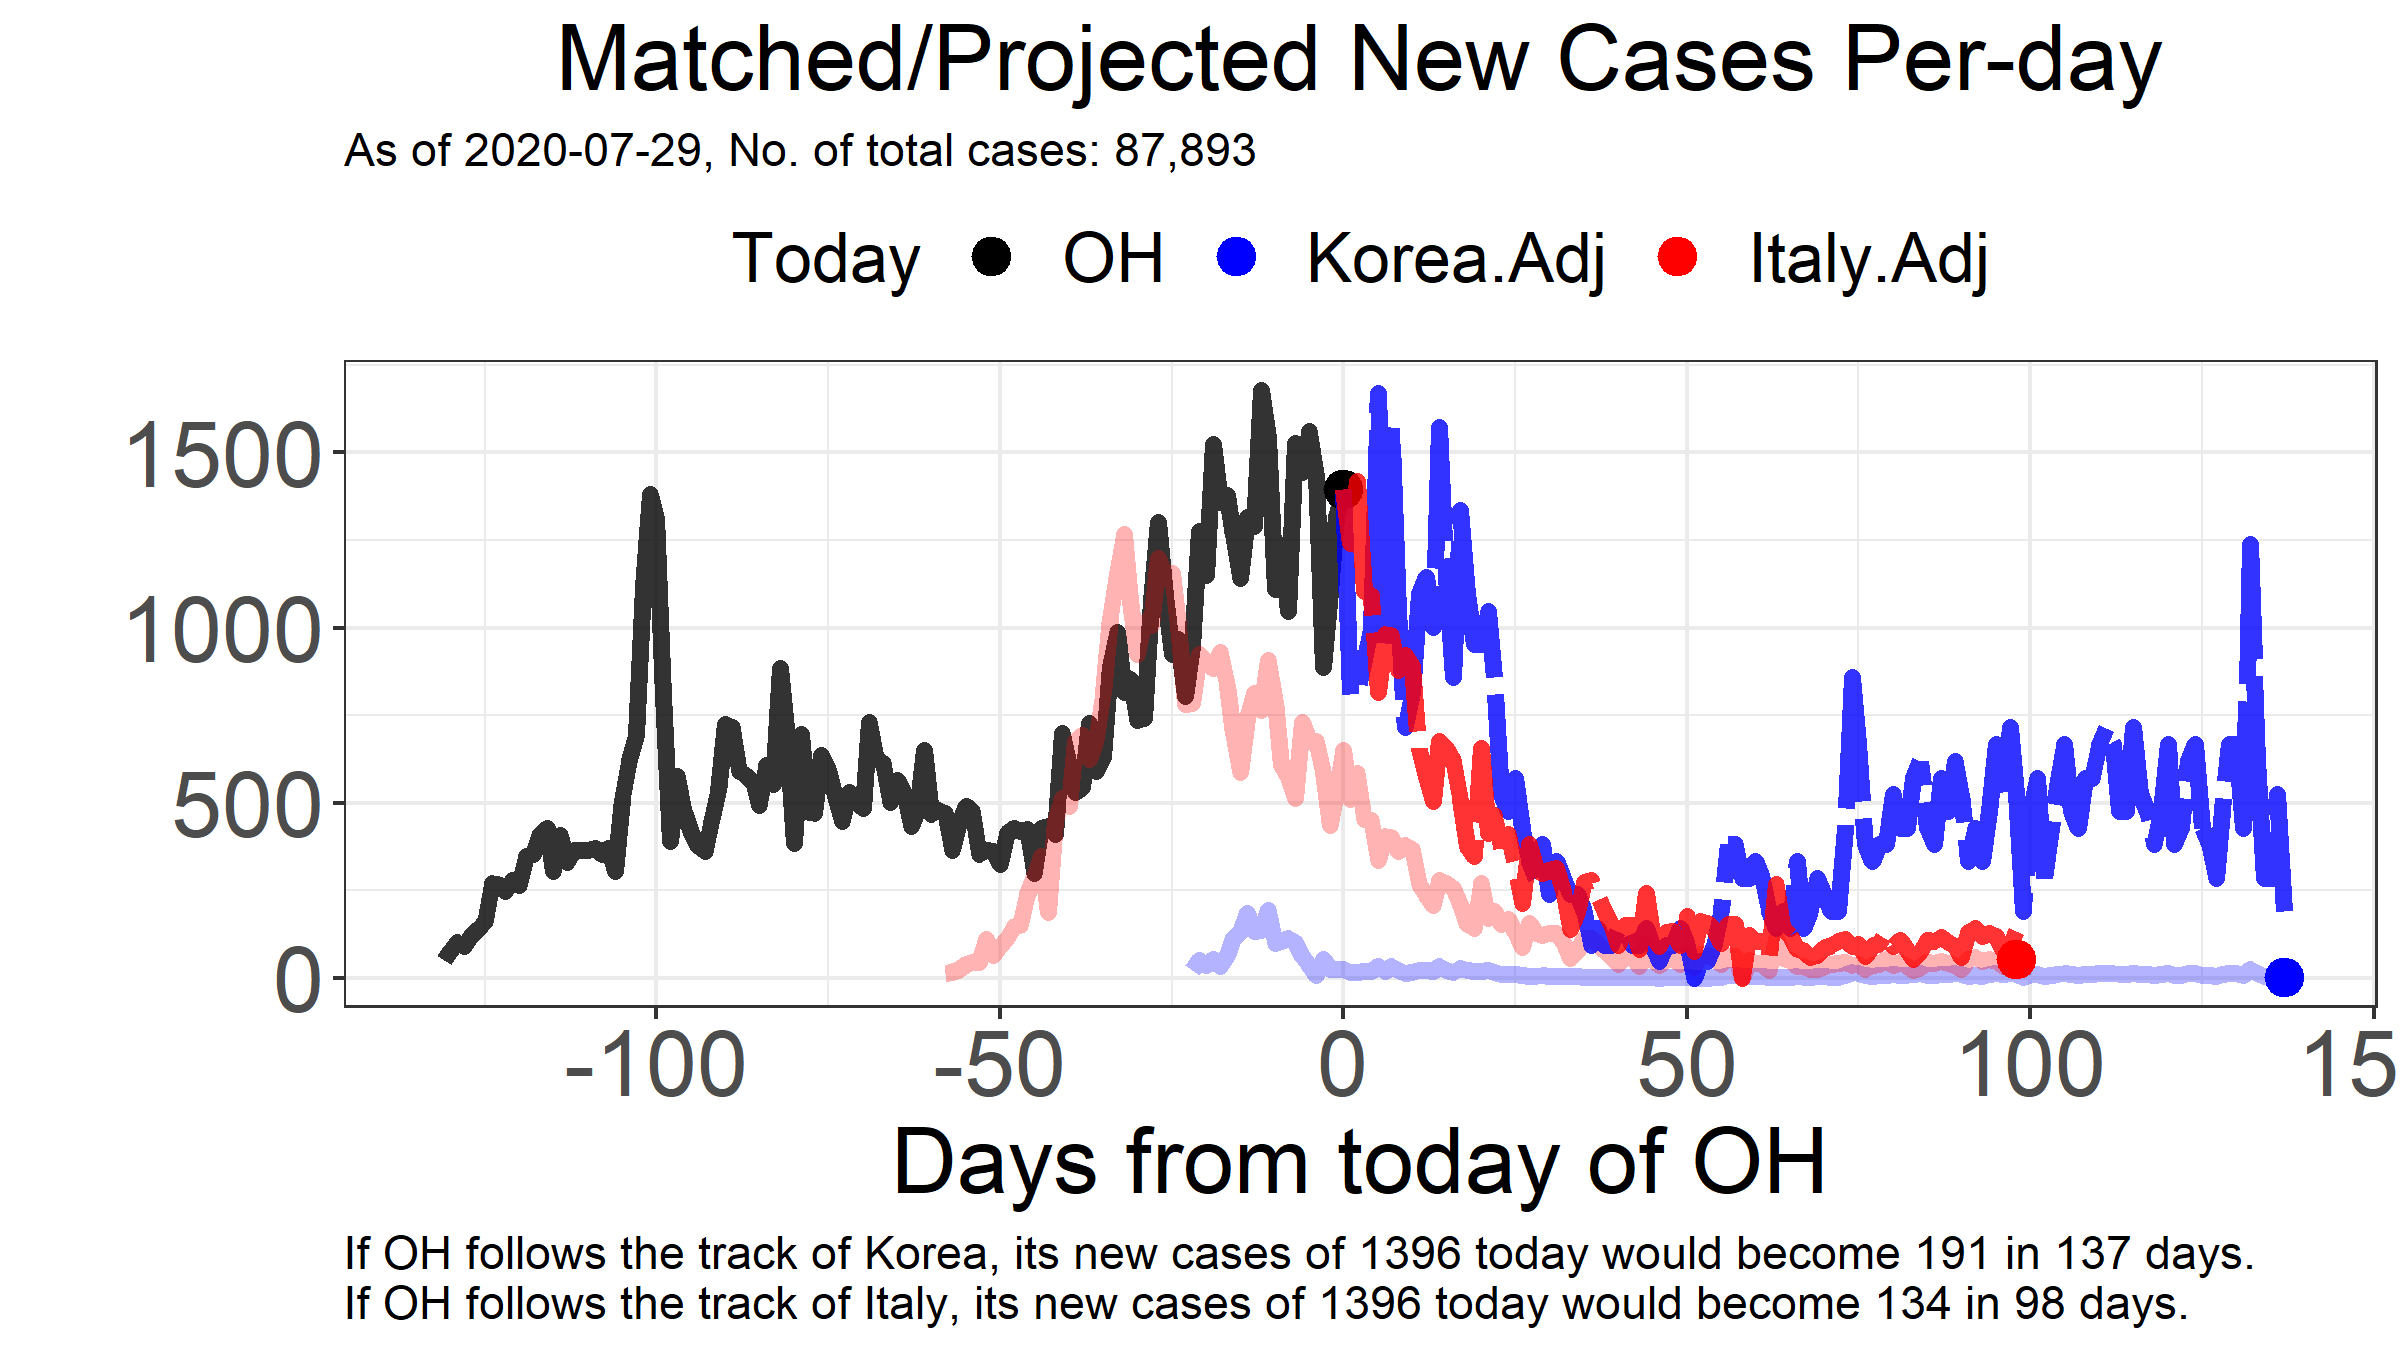 Matched/Projected New Cases Per-day
As of 2020-07-29, No. of total cases: 87,893
Today OH Korea.Adj Italy.Adj
1500
1000
500
0
-100 -50 0 50 100 15
Days from today of OH
If OH follows the track of Korea, its new cases of 1396 today would become 191 in 137 days.
If OH follows the track of Italy, its new cases of 1396 today would become 134 in 98 days.